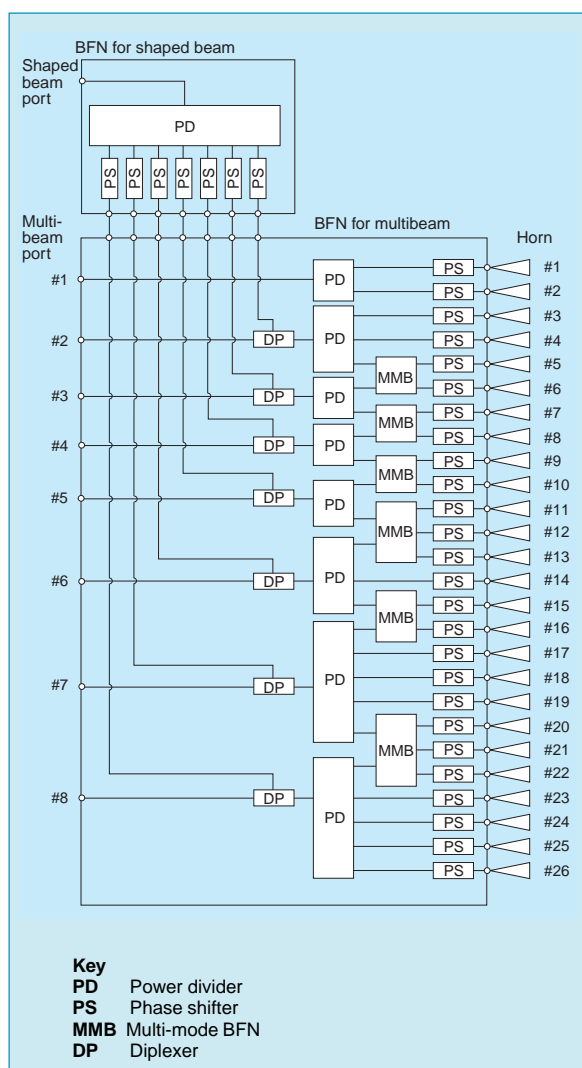 BFN for shaped beam
Shaped
beam
port
PD
PS PS PS PS PS PS PS
Multi-
beam
port
BFN for multibeam
Horn
#1
PD
PS
#1
PS
#2
PS
#3
#2
DP
PD
PS
#4
PS
#5
MMB
#3
DP
PD
PS
#6
PS
#7
MMB
#4
DP
PD
PS
#8
PS
#9
MMB
#5
DP
PD
PS
#10
PS
#11
MMB
PS
#12
PS
#13
#6
DP
PD
PS
#14
PS
#15
MMB
PS
#16
PS
#17
#7
DP
PD
PS
#18
PS
#19
PS
#20
MMB
PS
#21
PS
#22
#8
DP
PD
PS
#23
PS
#24
PS
#25
PS
#26
Key
PD Power divider
PS Phase shifter
MMB Multi-mode BFN
DP Diplexer